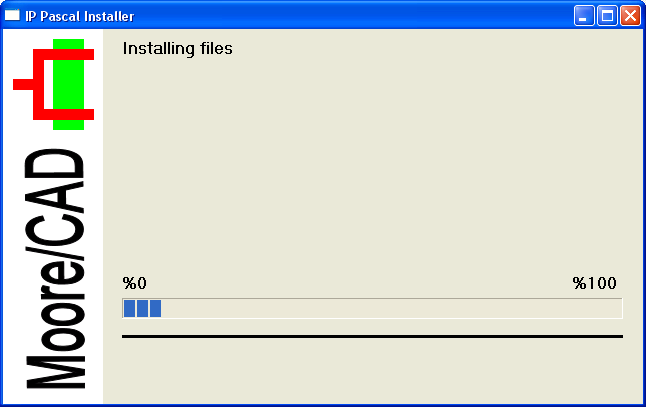 IP Pascal Installer
Installing files
Moore/CAD
%0
%100